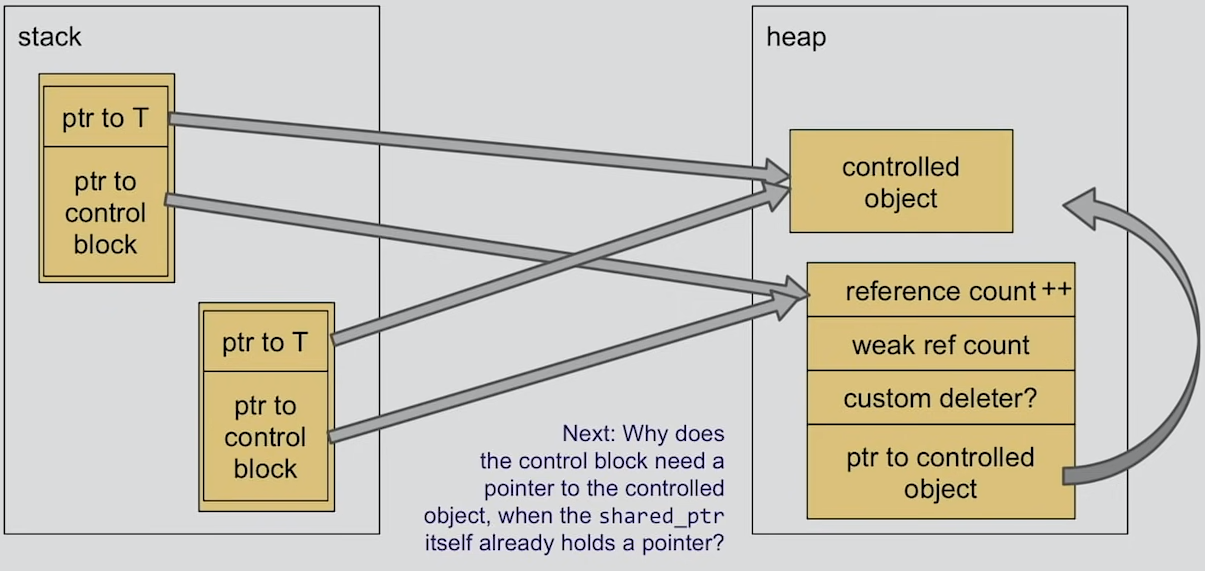 stack
ptr to T
ptr to
control
block
ptr to T
ptr to
control
block
Next: Why does
the control block need a
pointer to the controlled
object, when the shared_ptr
itself already holds a pointer?
heap
controlled
object
reference count ++
weak ref count
custom deleter?
ptr to controlled
object